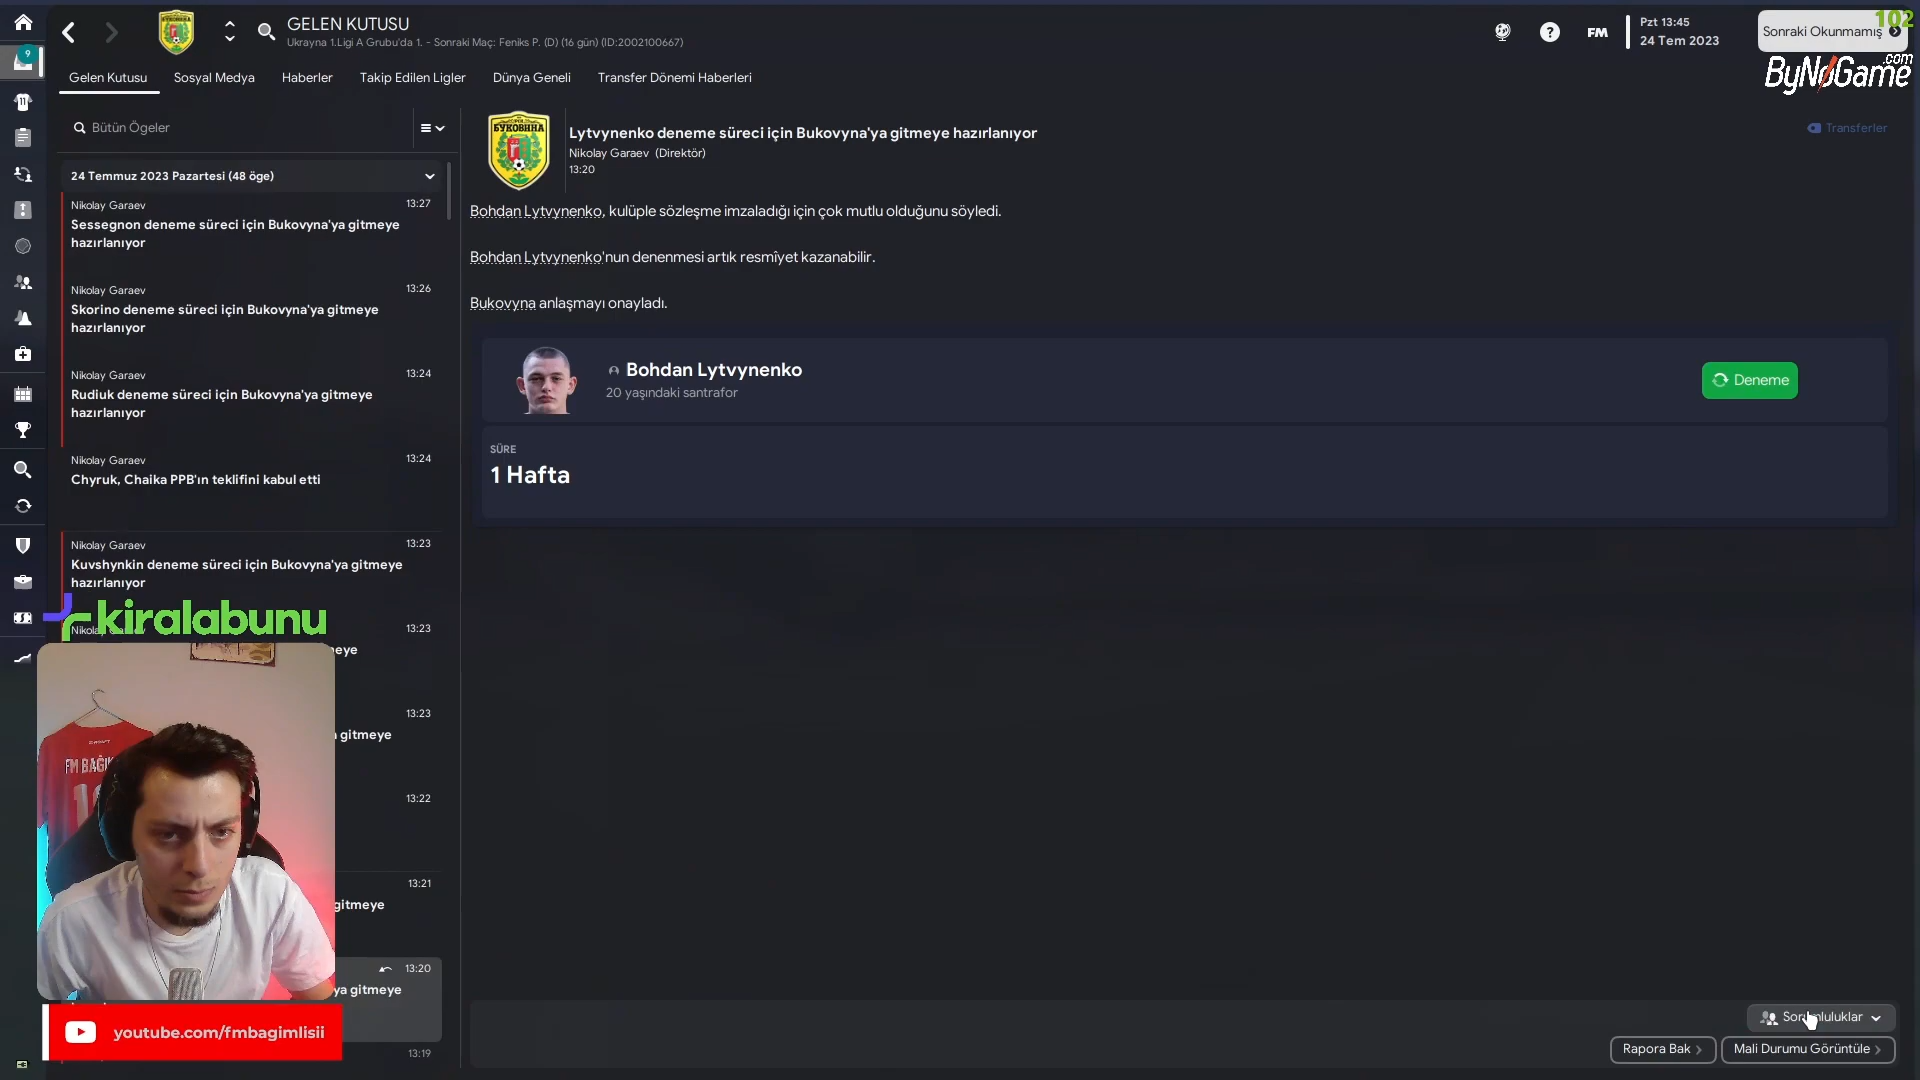 GELEN KUTUSU
Ukrayna 1.Ligi A Grubu'da 1. - Sonraki Maç: Feniks P. (D) (16 gün) (ID:2002100667)
FM
Pzt 13:45
24 Tem 2023
Sonraki Okunmamış
102
ByNoGame
.com
9
Gelen Kutusu
Sosyal Medya
Haberler
Takip Edilen Ligler
Dünya Geneli
Transfer Dönemi Haberleri
Bütün Ögeler
24 Temmuz 2023 Pazartesi (48 öge)
Nikolay Garaev 13:27
Sessegnon deneme süreci için Bukovyna'ya gitmeye
hazırlanıyor
Nikolay Garaev 13:26
Skorino deneme süreci için Bukovyna'ya gitmeye
hazırlanıyor
Nikolay Garaev 13:24
Rudiuk deneme süreci için Bukovyna'ya gitmeye
hazırlanıyor
Nikolay Garaev 13:24
Chyruk, Chaika PPB'ın teklifini kabul etti
Nikolay Garaev 13:23
Kuvshynkin deneme süreci için Bukovyna'ya gitmeye
hazırlanıyor
kiralabunu
13:23
13:23
gitmeye
13:22
13:21
gitmeye
13:20
ya gitmeye
13:19
FM BAĞIK
youtube.com/fmbagimlisii
БУКОВИНА
Lytvynenko deneme süreci için Bukovyna'ya gitmeye hazırlanıyor
Nikolay Garaev (Direktör)
13:20
Transferler
Bohdan Lytvynenko, kulüple sözleşme imzaladığı için çok mutlu olduğunu söyledi.
Bohdan Lytvynenko'nun denenmesi artık resmîyet kazanabilir.
Bukovyna anlaşmayı onayladı.
Bohdan Lytvynenko
20 yaşındaki santrafor
Deneme
SÜRE
1 Hafta
Sorumluluklar
Rapora Bak
Mali Durumu Görüntüle